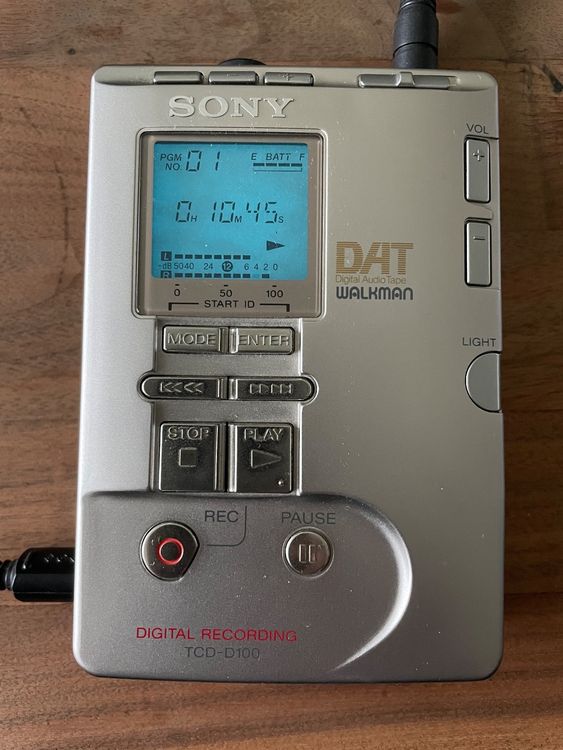 SONY
PGM NO. 01
E BATT F
0H 10M 45S
L
-dB 50 40 24 12 6 4 2 0
R
0 50 100
START ID
DAT
Digital Audio Tape
WALKMAN
VOL
+
-
LIGHT
MODE
ENTER
STOP
PLAY
REC
PAUSE
DIGITAL RECORDING
TCD-D100